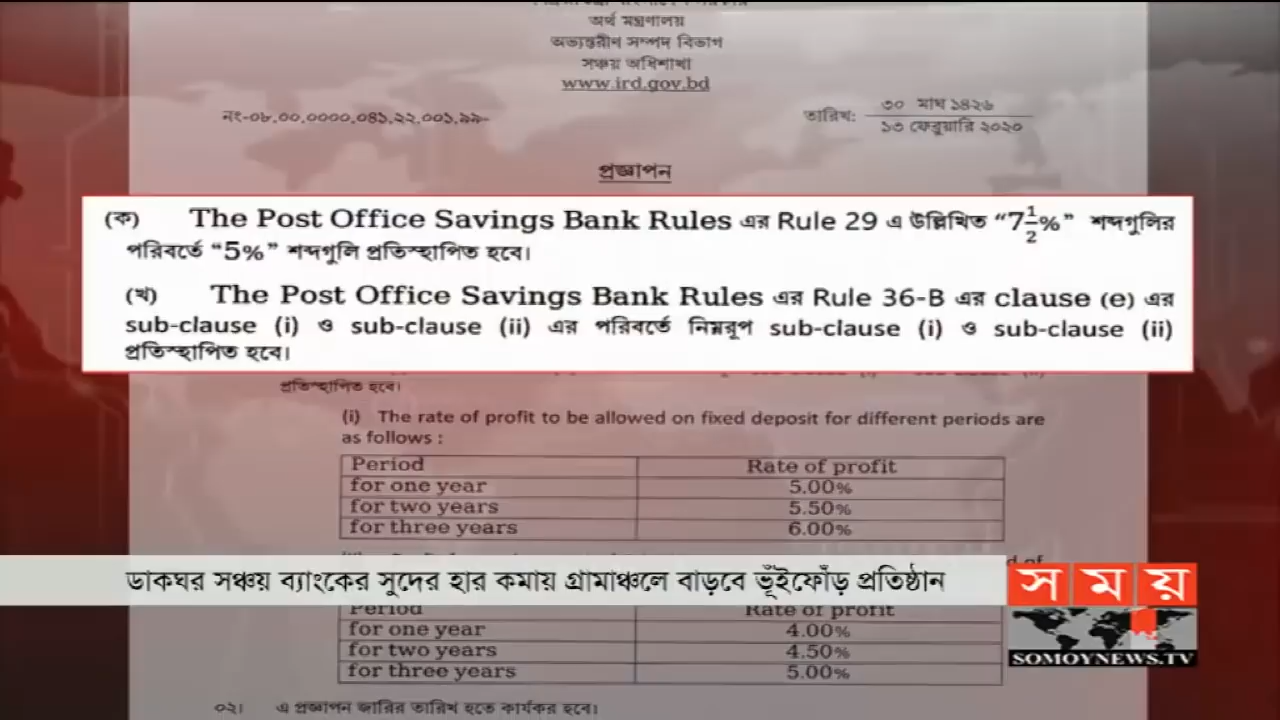 অর্থ মন্ত্রণালয়
অভ্যন্তরীণ সম্পদ বিভাগ
সঞ্চয় অধিশাখা
www.ird.gov.bd
নং-০৮.০০.০০০০.০৪১.২২.০০১.৯৯-
তারিখ: ৩০ মাঘ ১৪২৬
১৩ ফেব্রুয়ারি ২০২০
প্রজ্ঞাপন
(ক) The Post Office Savings Bank Rules এর Rule 29 এ উল্লিখিত “7½%” শব্দগুলির
পরিবর্তে “5%” শব্দগুলি প্রতিস্থাপিত হবে।
(খ) The Post Office Savings Bank Rules এর Rule 36-B এর clause (e) এর
sub-clause (i) ও sub-clause (ii) এর পরিবর্তে নিম্নরূপ sub-clause (i) ও sub-clause (ii)
প্রতিস্থাপিত হবে।
প্রতিস্থাপিত হবে।
(i) The rate of profit to be allowed on fixed deposit for different periods are
as follows :
Period Rate of profit
for one year 5.00%
for two years 5.50%
for three years 6.00%
ডাকঘর সঞ্চয় ব্যাংকের সুদের হার কমায় গ্রামাঞ্চলে বাড়বে ভূঁইফোঁড় প্রতিষ্ঠান
সময়
SOMOYNEWS.TV
Period Rate of profit
for one year 4.00%
for two years 4.50%
for three years 5.00%
০২। এ প্রজ্ঞাপন জারির তারিখ হতে কার্যকর হবে।